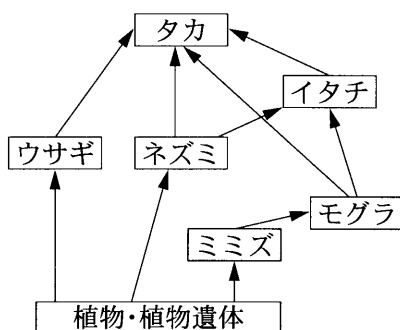 タカ
イタチ
ウサギ
ネズミ
モグラ
ミミズ
植物・植物遺体